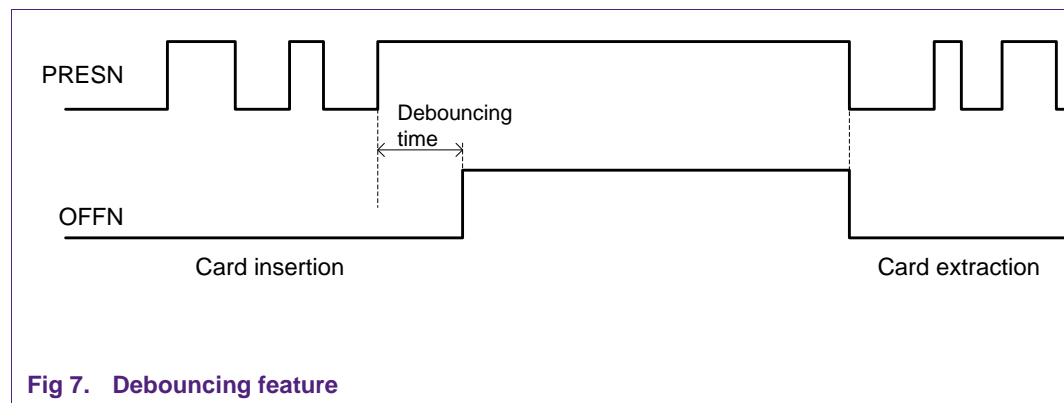 PRESN
Debouncing
time
OFFN
Card insertion
Card extraction
Fig 7. Debouncing feature